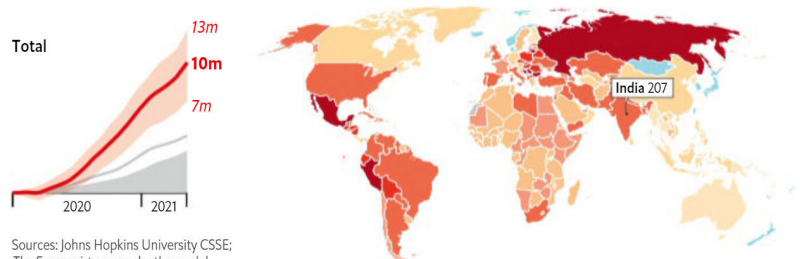 13m
Total
10m
7m
India 207
2020
2021
Sources: Johns Hopkins University CSSE;